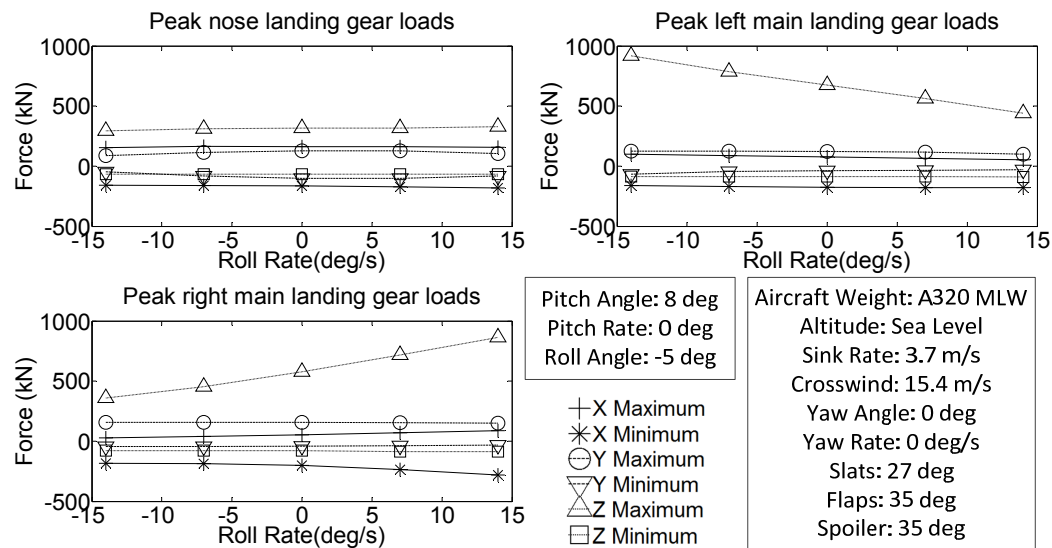 Peak nose landing gear loads
1000
500
0
-500
Force (kN)
-15 -10 -5 0 5 10 15
Roll Rate(deg/s)
Peak left main landing gear loads
1000
500
0
-500
Force (kN)
-15 -10 -5 0 5 10 15
Roll Rate(deg/s)
Peak right main landing gear loads
1000
500
0
-500
Force (kN)
-15 -10 -5 0 5 10 15
Roll Rate(deg/s)
Pitch Angle: 8 deg
Pitch Rate: 0 deg
Roll Angle: -5 deg
X Maximum
X Minimum
Y Maximum
Y Minimum
Z Maximum
Z Minimum
Aircraft Weight: A320 MLW
Altitude: Sea Level
Sink Rate: 3.7 m/s
Crosswind: 15.4 m/s
Yaw Angle: 0 deg
Yaw Rate: 0 deg/s
Slats: 27 deg
Flaps: 35 deg
Spoiler: 35 deg